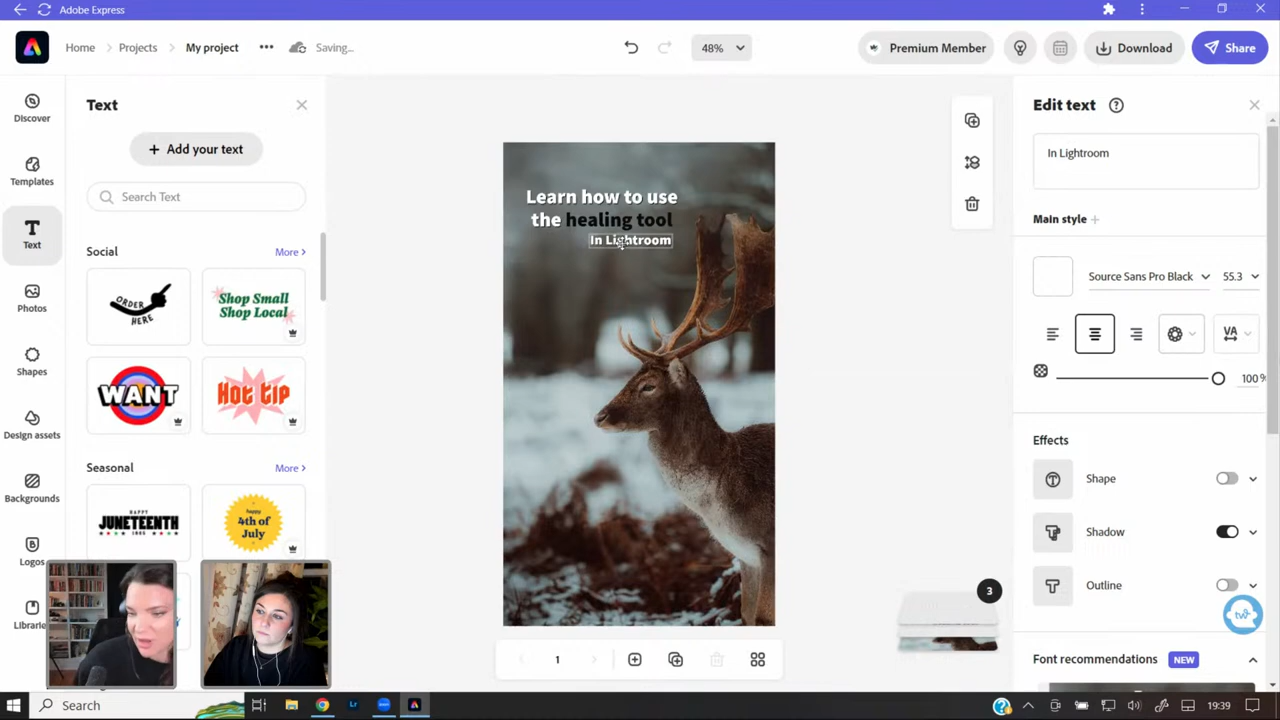 Adobe Express
Home
Projects
My project
Saving...
48%
Premium Member
Download
Share
Discover
Templates
Text
Photos
Shapes
Design assets
Backgrounds
Logos
Text
Add your text
Search Text
Social
More
ORDER HERE
Shop Small
Shop Local
WANT
Hot tip
Seasonal
More
HAPPY
JUNETEENTH
1865
happy
4th of
July
Learn how to use
the healing tool
In Lightroom
1
3
Edit text
In Lightroom
Main style
Source Sans Pro Black
55.3
VA
100%
Effects
Shape
Shadow
Outline
Font recommendations
NEW
Search
19:39